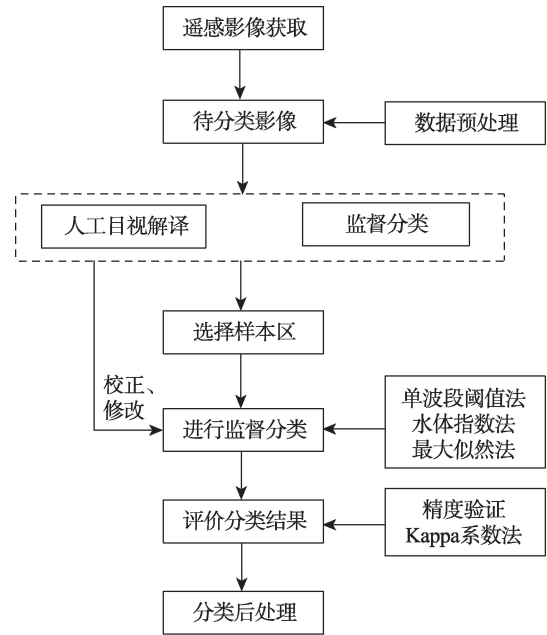 遥感影像获取
待分类影像
数据预处理
人工目视解译
监督分类
选择样本区
校正、
修改
进行监督分类
单波段阈值法
水体指数法
最大似然法
评价分类结果
精度验证
Kappa系数法
分类后处理